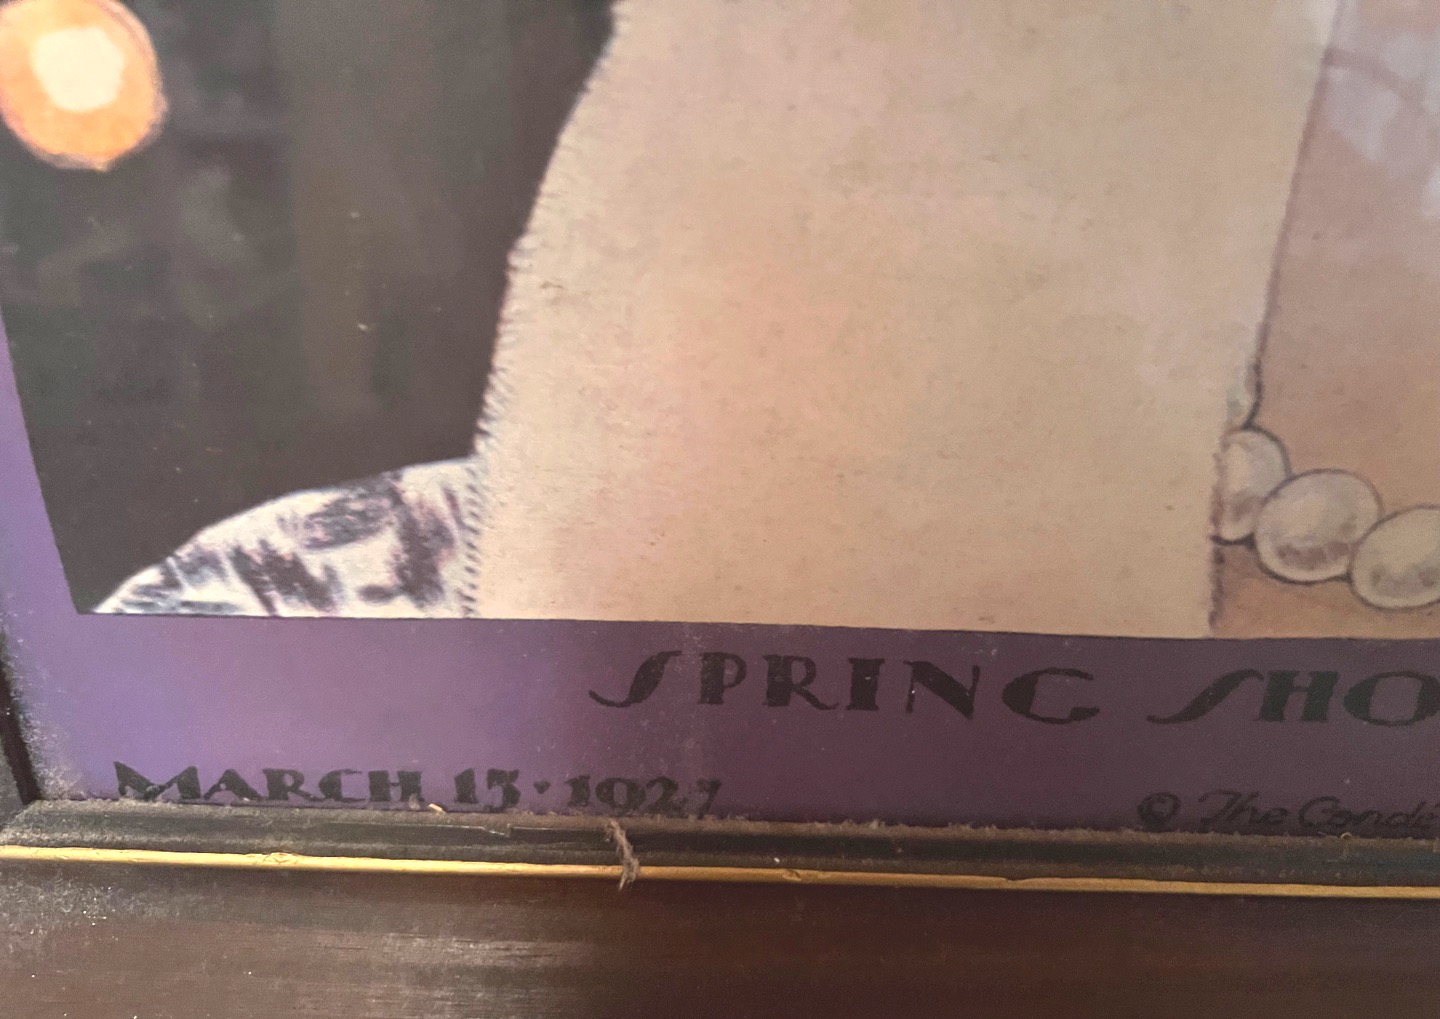 SPRING SHO
MARCH 15 · 1927
© The Condé